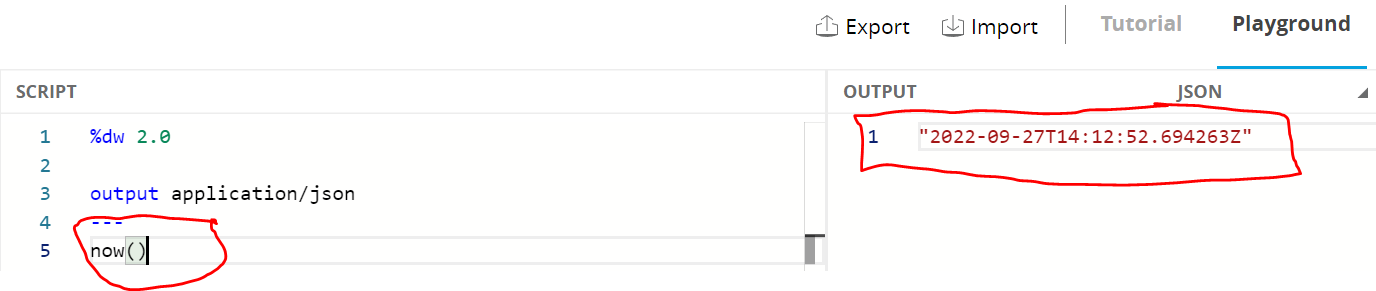 Export Import Tutorial Playground
SCRIPT
1 %dw 2.0
2
3 output application/json
4 ---
5 now()
OUTPUT JSON
1 "2022-09-27T14:12:52.694263Z"